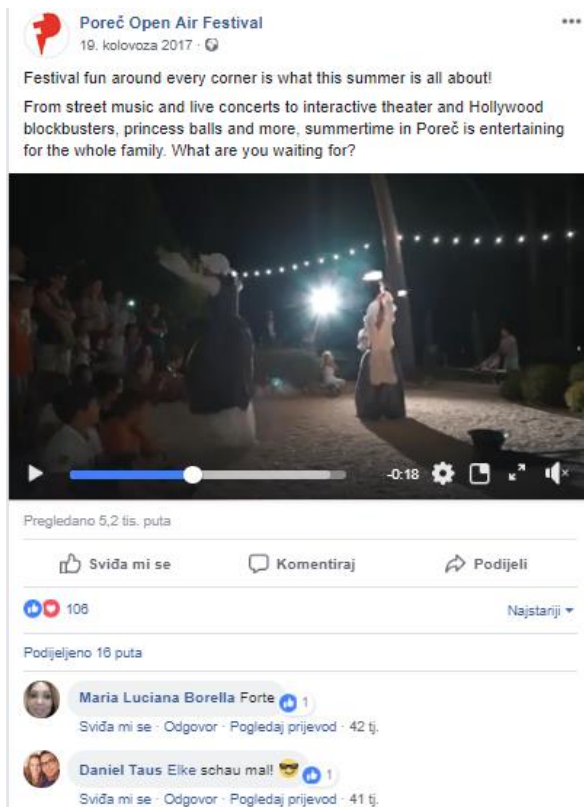 Poreč Open Air Festival
19. kolovoza 2017 ·
Festival fun around every corner is what this summer is all about!
From street music and live concerts to interactive theater and Hollywood
blockbusters, princess balls and more, summertime in Poreč is entertaining
for the whole family. What are you waiting for?
-0:18
Pregledano 5,2 tis. puta
Sviđa mi se Komentiraj Podijeli
106 Najstariji
Podijeljeno 16 puta
Maria Luciana Borella Forte 1
Sviđa mi se · Odgovor · Pogledaj prijevod · 42 tj.
Daniel Taus Elke schau mal! 😎 1
Sviđa mi se · Odgovor · Pogledaj prijevod · 41 tj.